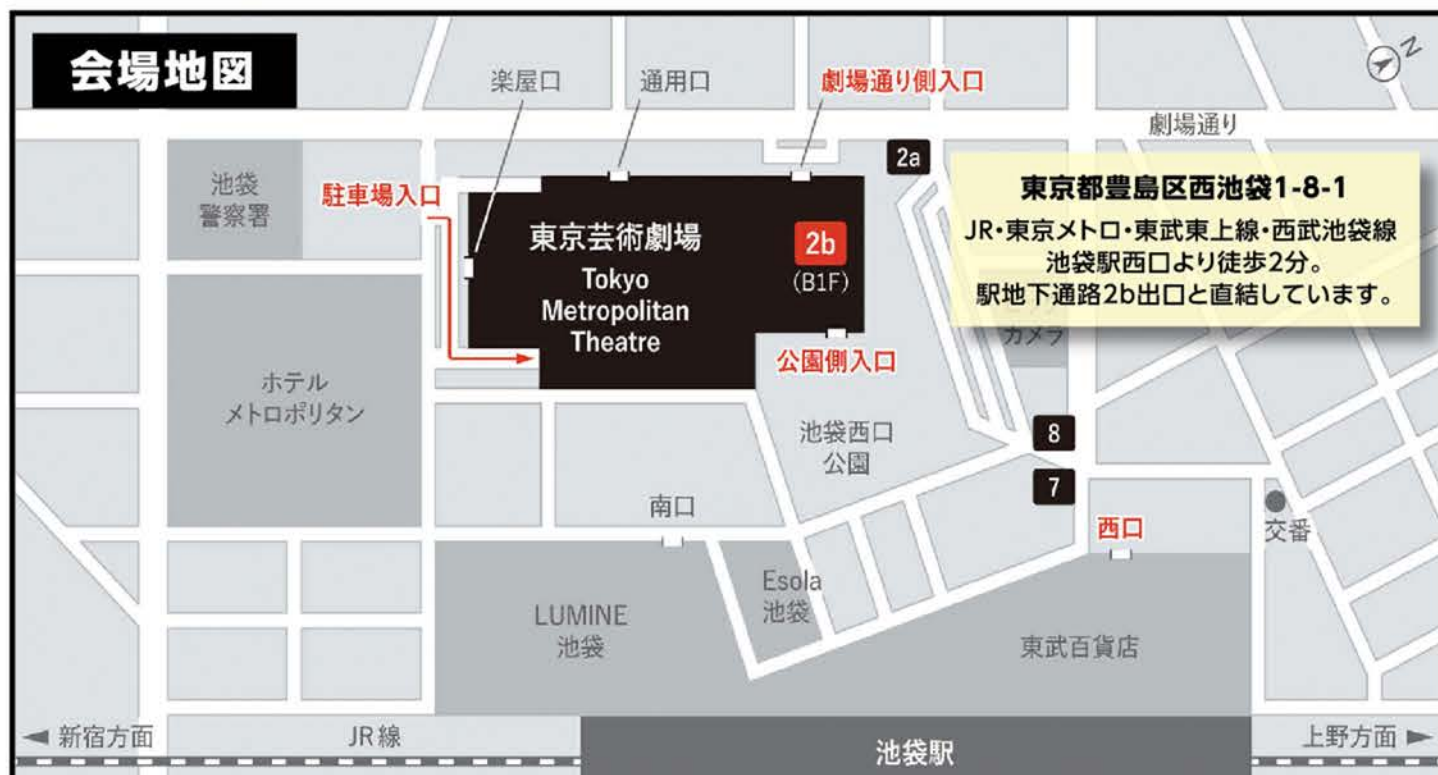 会場地図
N
楽屋口
通用口
劇場通り側入口
劇場通り
2a
池袋
警察署
駐車場入口
東京芸術劇場
Tokyo
Metropolitan
Theatre
2b
(B1F)
東京都豊島区西池袋1-8-1
JR・東京メトロ・東武東上線・西武池袋線
池袋駅西口より徒歩2分。
駅地下通路2b出口と直結しています。
カメラ
公園側入口
ホテル
メトロポリタン
池袋西口
公園
8
7
南口
西口
交番
Esola
池袋
LUMINE
池袋
東武百貨店
◀ 新宿方面
JR線
池袋駅
上野方面 ▶